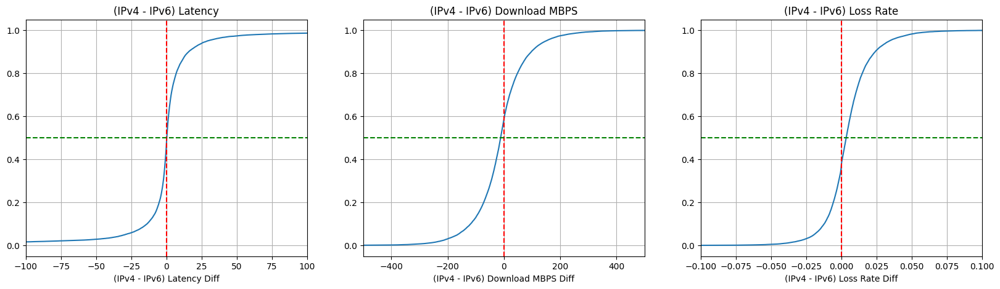 (IPv4 - IPv6) Latency
1.0
0.8
0.6
0.4
0.2
0.0
−100 −75 −50 −25 0 25 50 75 100
(IPv4 - IPv6) Latency Diff
(IPv4 - IPv6) Download MBPS
1.0
0.8
0.6
0.4
0.2
0.0
−400 −200 0 200 400
(IPv4 - IPv6) Download MBPS Diff
(IPv4 - IPv6) Loss Rate
1.0
0.8
0.6
0.4
0.2
0.0
−0.100 −0.075 −0.050 −0.025 0.000 0.025 0.050 0.075 0.100
(IPv4 - IPv6) Loss Rate Diff